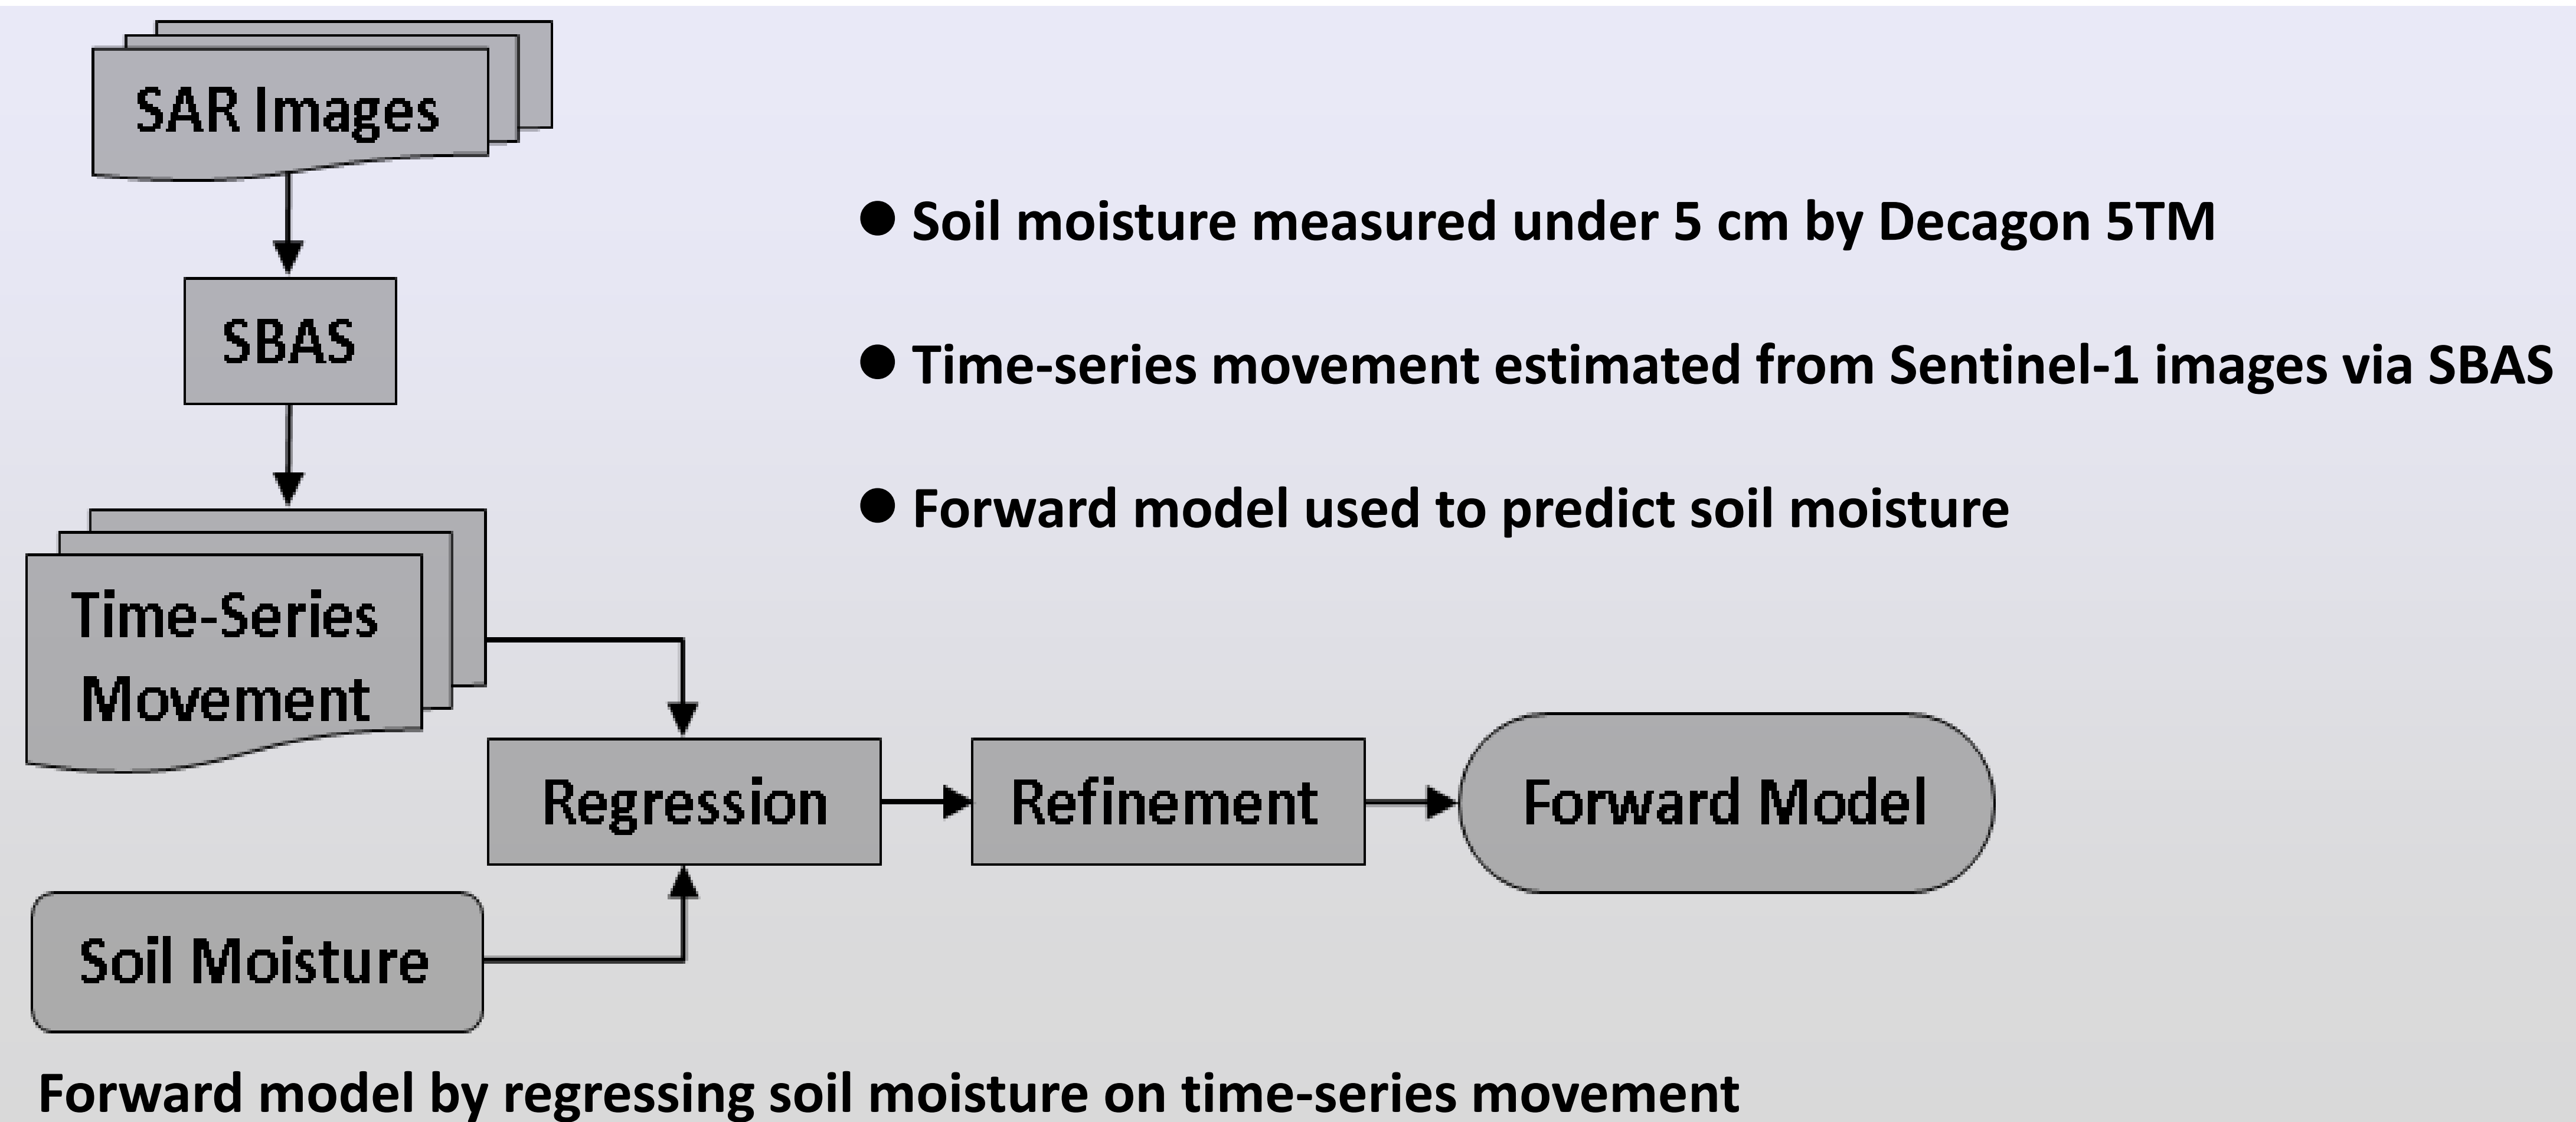 SAR Images
SBAS
Time-Series
Movement
Regression
Refinement
Forward Model
Soil Moisture
● Soil moisture measured under 5 cm by Decagon 5TM
● Time-series movement estimated from Sentinel-1 images via SBAS
● Forward model used to predict soil moisture
Forward model by regressing soil moisture on time-series movement